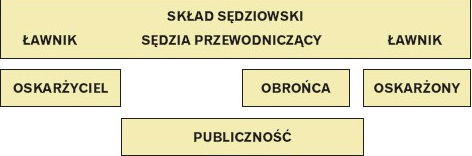 SKŁAD SĘDZIOWSKI
ŁAWNIK SĘDZIA PRZEWODNICZĄCY ŁAWNIK
OSKARŻYCIEL OBROŃCA OSKARŻONY
PUBLICZNOŚĆ